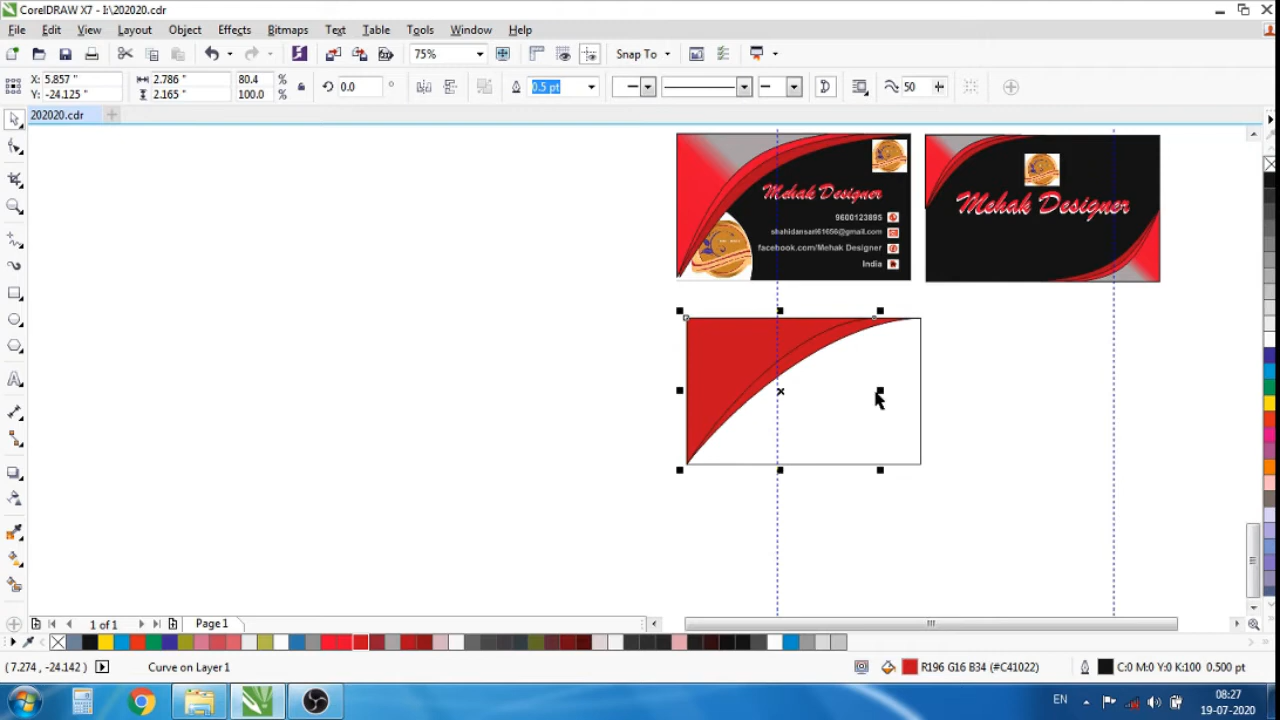 CorelDRAW X7 - I:\202020.cdr
File Edit View Layout Object Effects Bitmaps Text Table Tools Window Help
75% Snap To
X: 5.857 " 2.786 " 80.4 % 0.0 ° 0.5 pt 50
Y: -24.125 " 2.165 " 100.0 %
202020.cdr
Mehak Designer
9600123895
shahidansari61656@gmail.com
facebook.com/Mehak Designer
India
Mehak Designer
1 of 1 Page 1
( 7.274, -24.142 ) Curve on Layer 1 R196 G16 B34 (#C41022) C:0 M:0 Y:0 K:100 0.500 pt
EN 08:27
19-07-2020